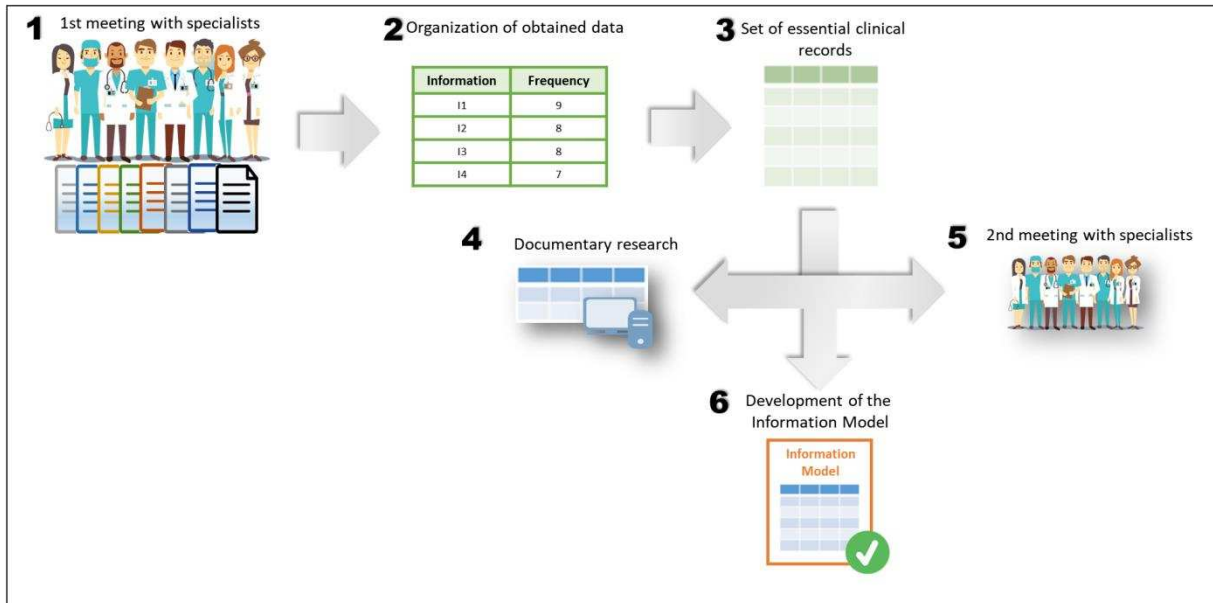 1
1st meeting with specialists
2
Organization of obtained data
Information Frequency
I1 9
I2 8
I3 8
I4 7
3
Set of essential clinical
records
4
Documentary research
5
2nd meeting with specialists
6
Development of the
Information Model
Information
Model